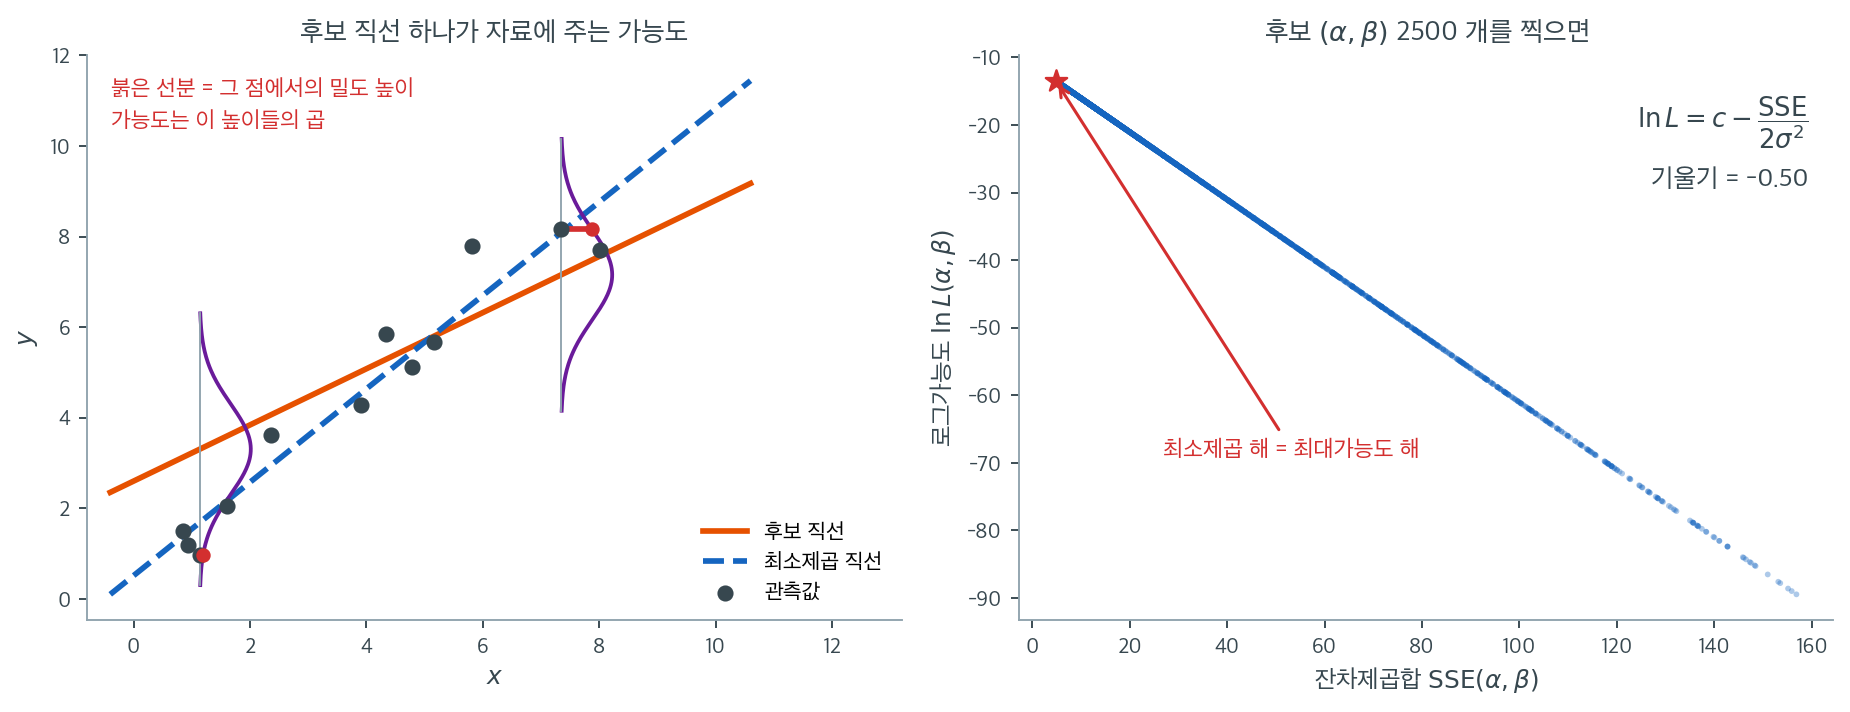 후보 직선 하나가 자료에 주는 가능도
붉은 선분 = 그 점에서의 밀도 높이
가능도는 이 높이들의 곱
12
10
8
6
4
2
0
y
0 2 4 6 8 10 12
x
후보 직선
최소제곱 직선
관측값
후보 (α, β) 2500 개를 찍으면
ln L = c − SSE / 2σ²
기울기 = -0.50
최소제곱 해 = 최대가능도 해
-10
-20
-30
-40
-50
-60
-70
-80
-90
로그가능도 ln L(α, β)
0 20 40 60 80 100 120 140 160
잔차제곱합 SSE(α, β)